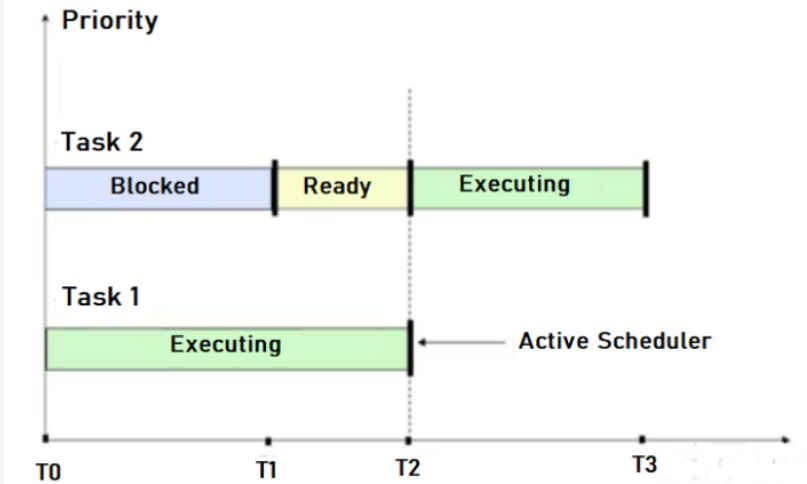 Priority
Task 2
Blocked
Ready
Executing
Task 1
Executing
Active Scheduler
T0
T1
T2
T3